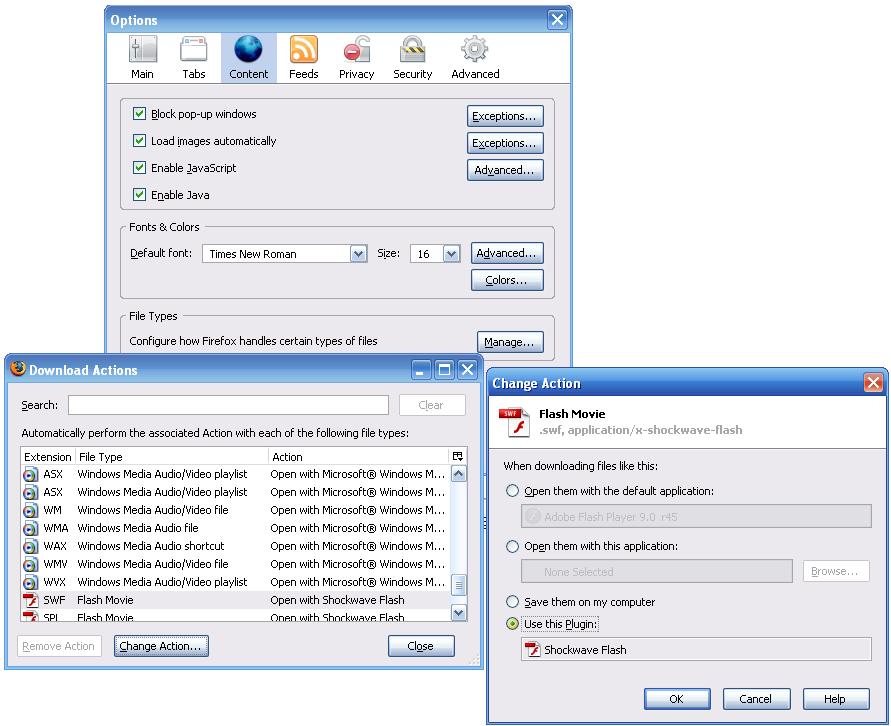 Options
Main Tabs Content Feeds Privacy Security Advanced
Block pop-up windows Exceptions...
Load images automatically Exceptions...
Enable JavaScript Advanced...
Enable Java
Fonts & Colors
Default font: Times New Roman Size: 16 Advanced...
Colors...
File Types
Configure how Firefox handles certain types of files Manage...
Download Actions
Search: Clear
Automatically perform the associated Action with each of the following file types:
Extension File Type Action
ASX Windows Media Audio/Video playlist Open with Microsoft® Windows M...
ASX Windows Media Audio/Video playlist Open with Microsoft® Windows M...
WM Windows Media Audio/Video file Open with Microsoft® Windows M...
WMA Windows Media Audio file Open with Microsoft® Windows M...
WAX Windows Media Audio shortcut Open with Microsoft® Windows M...
WMV Windows Media Audio/Video file Open with Microsoft® Windows M...
WVX Windows Media Audio/Video playlist Open with Microsoft® Windows M...
SWF Flash Movie Open with Shockwave Flash
SPL Flash Movie Open with Shockwave Flash
Remove Action Change Action... Close
Change Action
SWF
Flash Movie
.swf, application/x-shockwave-flash
When downloading files like this:
Open them with the default application:
Adobe Flash Player 9.0 r45
Open them with this application:
None Selected Browse...
Save them on my computer
Use this Plugin:
Shockwave Flash
OK Cancel Help